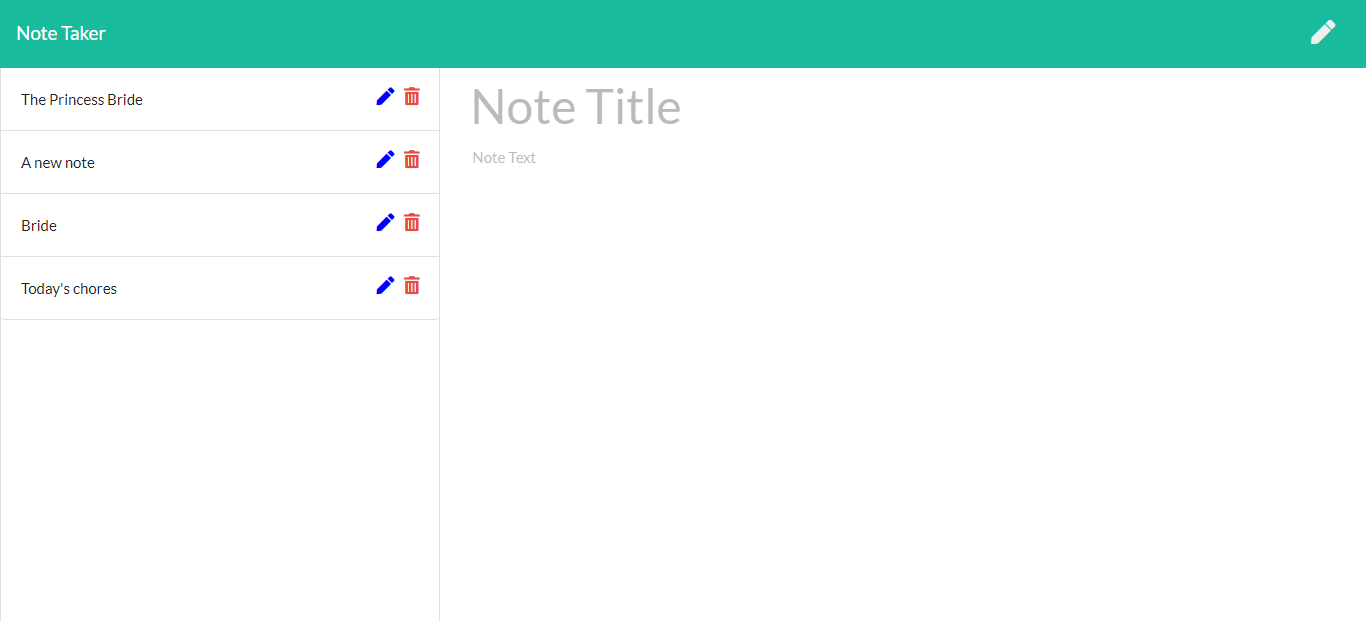 Note Taker
The Princess Bride
A new note
Bride
Today's chores
Note Title
Note Text